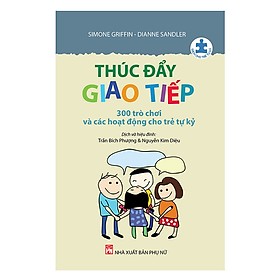 SIMONE GRIFFIN - DIANNE SANDLER
THÚC ĐẨY
GIAO TIẾP
300 trò chơi
và các hoạt động cho trẻ tự kỷ
Dịch và hiệu đính:
Trần Bích Phượng & Nguyễn Kim Diệu
NHÀ XUẤT BẢN PHỤ NỮ